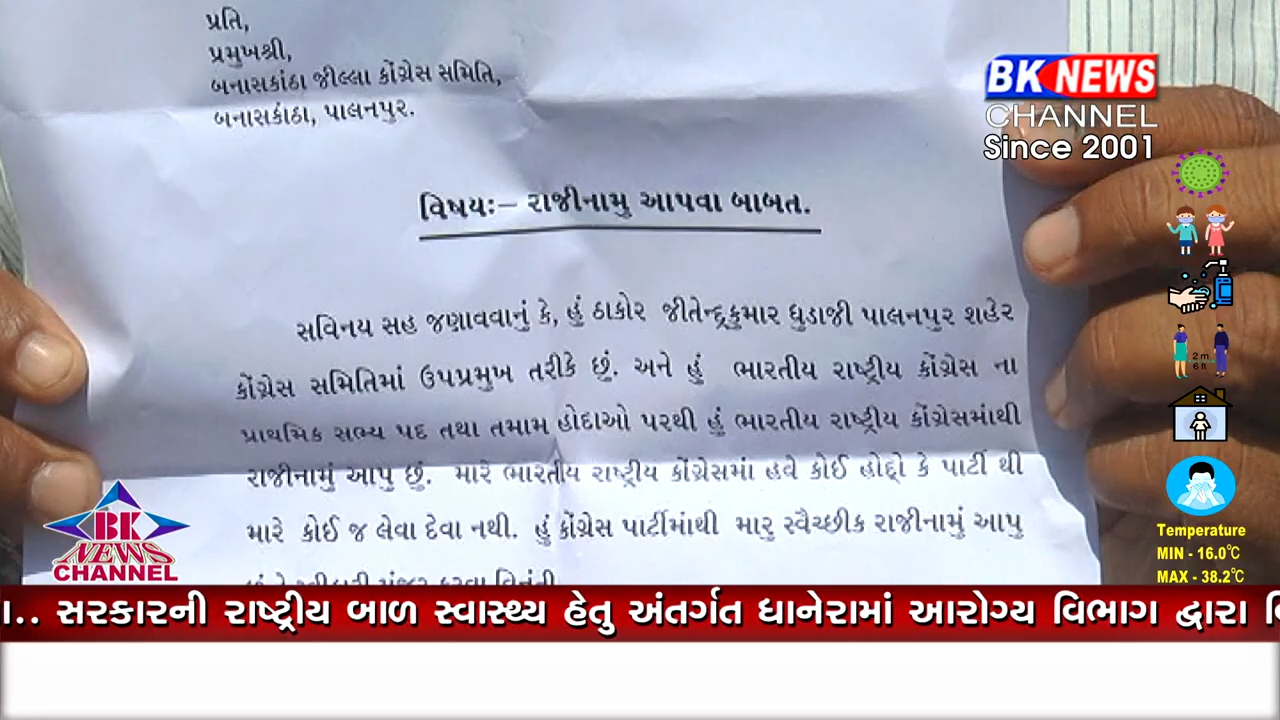 પ્રતિ,
પ્રમુખશ્રી,
બનાસકાંઠા જીલ્લા કોંગ્રેસ સમિતિ,
બનાસકાંઠા, પાલનપુર.
BK NEWS
CHANNEL
Since 2001
વિષયઃ– રાજીનામુ આપવા બાબત.
સવિનય સહ જણાવવાનું કે, હું ઠાકોર જીતેન્દ્રકુમાર ધુડાજી પાલનપુર શહેર
કોંગ્રેસ સમિતિમાં ઉપપ્રમુખ તરીકે છું. અને હું ભારતીય રાષ્ટ્રીય કોંગ્રેસ ના
પ્રાથમિક સભ્ય પદ તથા તમામ હોદાઓ પરથી હું ભારતીય રાષ્ટ્રીય કોંગ્રેસમાંથી
રાજીનામું આપુ છું. મારે ભારતીય રાષ્ટ્રીય કોંગ્રેસમાં હવે કોઈ હોદ્દો કે પાર્ટી થી
મારે કોઈ જ લેવા દેવા નથી. હું કોંગ્રેસ પાર્ટીમાંથી મારુ સ્વૈચ્છીક રાજીનામું આપુ
2 m
6 ft
Temperature
MIN - 16.0℃
MAX - 38.2℃
BK
NEWS
CHANNEL
સરકારની રાષ્ટ્રીય બાળ સ્વાસ્થ્ય હેતુ અંતર્ગત ધાનેરામાં આરોગ્ય વિભાગ દ્વારા